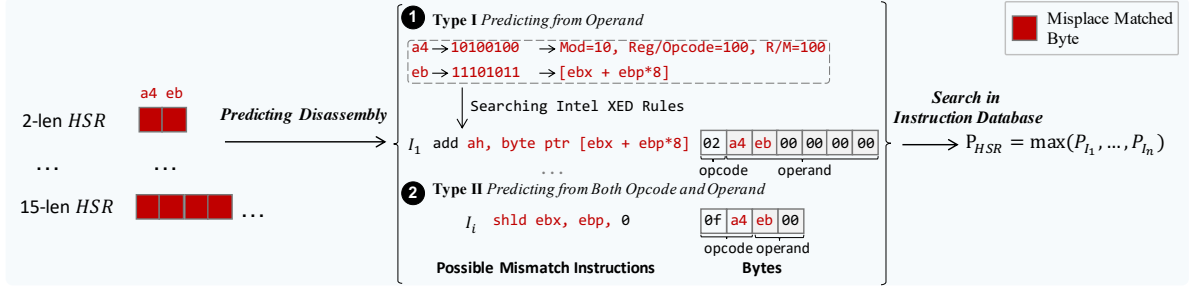 ❶ Type I Predicting from Operand
a4→10100100 →Mod=10, Reg/Opcode=100, R/M=100
eb→11101011 →[ebx + ebp*8]
Searching Intel XED Rules
I₁ add ah, byte ptr [ebx + ebp*8] 02 a4 eb 00 00 00 00
opcode operand
...
❷ Type II Predicting from Both Opcode and Operand
Iᵢ shld ebx, ebp, 0 0f a4 eb 00
opcode operand
Possible Mismatch Instructions Bytes
a4 eb
2-len HSR
... ...
15-len HSR ...
Predicting Disassembly
Search in
Instruction Database
P_HSR = max(P_I₁, ..., P_Iₙ)
Misplace Matched
Byte